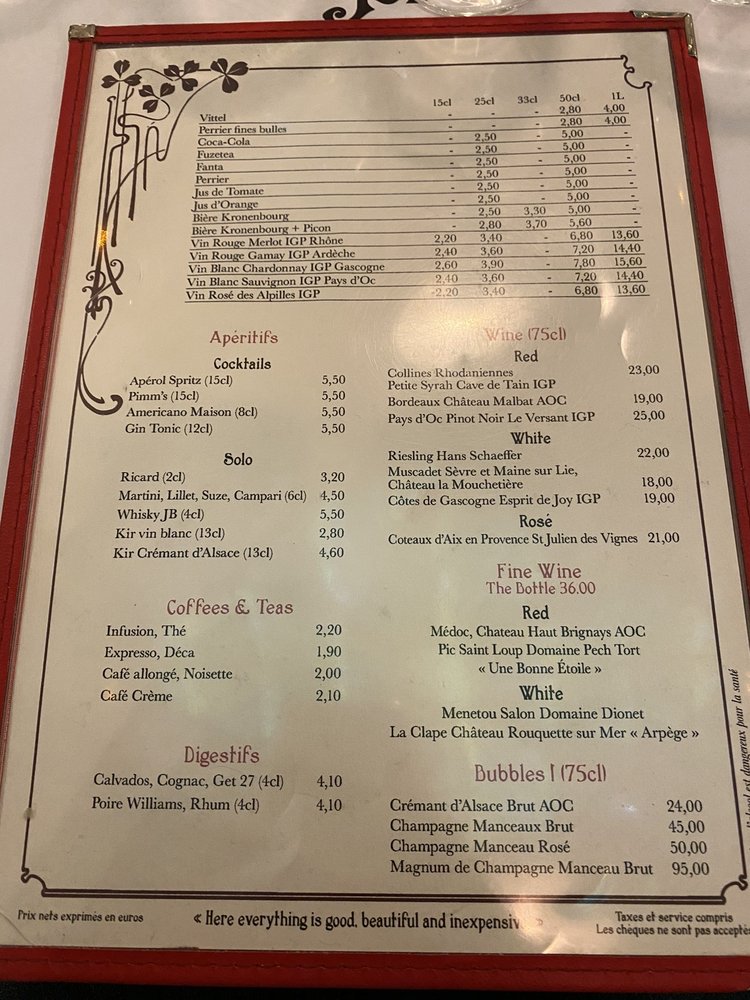 15cl 25cl 33cl 50cl 1L
Vittel - - - 2,80 4,00
Perrier fines bulles - - - 2,80 4,00
Coca-Cola - 2,50 - 5,00 -
Fuzetea - 2,50 - 5,00 -
Fanta - 2,50 - 5,00 -
Perrier - 2,50 - 5,00 -
Jus de Tomate - 2,50 - 5,00 -
Jus d'Orange - 2,50 - 5,00 -
Bière Kronenbourg - 2,50 3,30 5,00 -
Bière Kronenbourg + Picon - 2,80 3,70 5,60 -
Vin Rouge Merlot IGP Rhône 2,20 3,40 - 6,80 13,60
Vin Rouge Gamay IGP Ardèche 2,40 3,60 - 7,20 14,40
Vin Blanc Chardonnay IGP Gascogne 2,60 3,90 - 7,80 15,60
Vin Blanc Sauvignon IGP Pays d'Oc 2,40 3,60 - 7,20 14,40
Vin Rosé des Alpilles IGP 2,20 3,40 - 6,80 13,60
Apéritifs
Cocktails
Apérol Spritz (15cl) 5,50
Pimm's (15cl) 5,50
Americano Maison (8cl) 5,50
Gin Tonic (12cl) 5,50
Solo
Ricard (2cl) 3,20
Martini, Lillet, Suze, Campari (6cl) 4,50
Whisky JB (4cl) 5,50
Kir vin blanc (13cl) 2,80
Kir Crémant d'Alsace (13cl) 4,60
Coffees & Teas
Infusion, Thé 2,20
Expresso, Déca 1,90
Café allongé, Noisette 2,00
Café Crème 2,10
Digestifs
Calvados, Cognac, Get 27 (4cl) 4,10
Poire Williams, Rhum (4cl) 4,10
Wine (75cl)
Red
Collines Rhodaniennes 23,00
Petite Syrah Cave de Tain IGP
Bordeaux Château Malbat AOC 19,00
Pays d'Oc Pinot Noir Le Versant IGP 25,00
White
Riesling Hans Schaeffer 22,00
Muscadet Sèvre et Maine sur Lie,
Château la Mouchetière 18,00
Côtes de Gascogne Esprit de Joy IGP 19,00
Rosé
Coteaux d'Aix en Provence St Julien des Vignes 21,00
Fine Wine
The Bottle 36.00
Red
Médoc, Chateau Haut Brignays AOC
Pic Saint Loup Domaine Pech Tort
« Une Bonne Étoile »
White
Menetou Salon Domaine Dionet
La Clape Château Rouquette sur Mer « Arpège »
Bubbles ! (75cl)
Crémant d'Alsace Brut AOC 24,00
Champagne Manceaux Brut 45,00
Champagne Manceau Rosé 50,00
Magnum de Champagne Manceau Brut 95,00
est dangereux pour la santé
Prix nets exprimés en euros
« Here everything is good, beautiful and inexpensiv »
Taxes et service compris
Les chèques ne sont pas acceptés